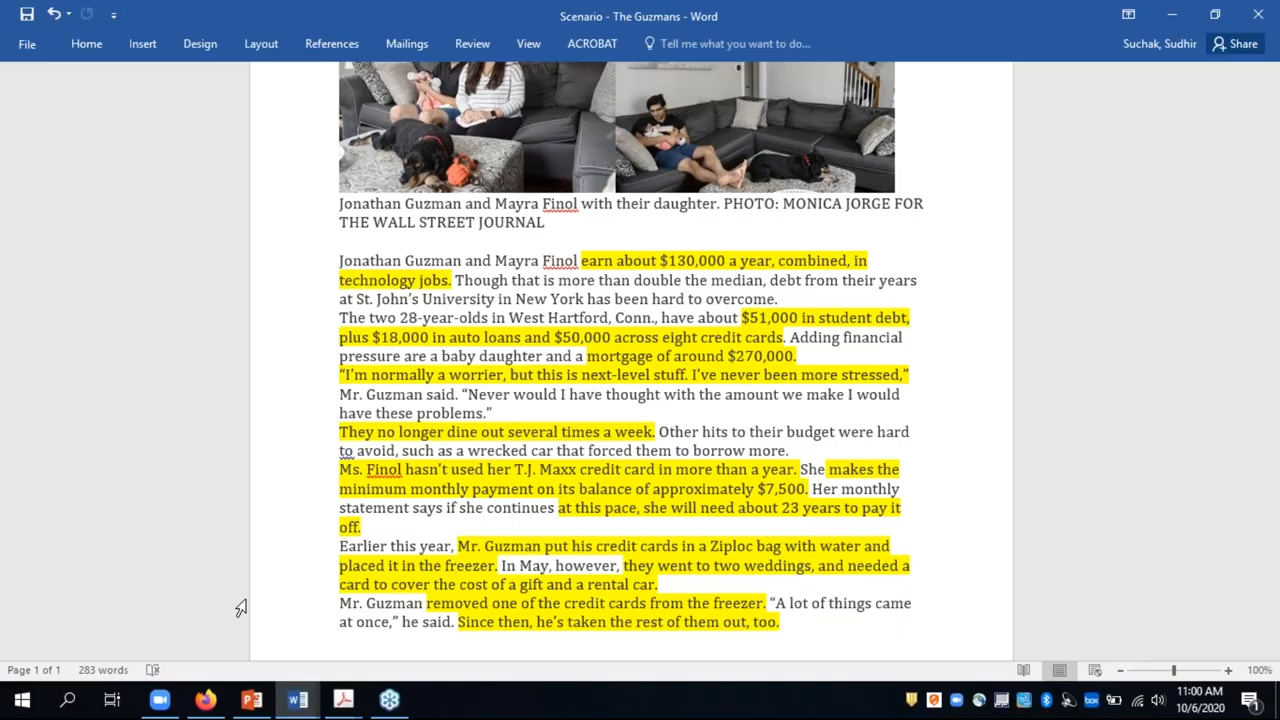 Scenario - The Guzmans - Word
File Home Insert Design Layout References Mailings Review View ACROBAT Tell me what you want to do... Suchak, Sudhir Share
Jonathan Guzman and Mayra Finol with their daughter. PHOTO: MONICA JORGE FOR
THE WALL STREET JOURNAL
Jonathan Guzman and Mayra Finol earn about $130,000 a year, combined, in
technology jobs. Though that is more than double the median, debt from their years
at St. John's University in New York has been hard to overcome.
The two 28-year-olds in West Hartford, Conn., have about $51,000 in student debt,
plus $18,000 in auto loans and $50,000 across eight credit cards. Adding financial
pressure are a baby daughter and a mortgage of around $270,000.
“I'm normally a worrier, but this is next-level stuff. I've never been more stressed,”
Mr. Guzman said. “Never would I have thought with the amount we make I would
have these problems.”
They no longer dine out several times a week. Other hits to their budget were hard
to avoid, such as a wrecked car that forced them to borrow more.
Ms. Finol hasn't used her T.J. Maxx credit card in more than a year. She makes the
minimum monthly payment on its balance of approximately $7,500. Her monthly
statement says if she continues at this pace, she will need about 23 years to pay it
off.
Earlier this year, Mr. Guzman put his credit cards in a Ziploc bag with water and
placed it in the freezer. In May, however, they went to two weddings, and needed a
card to cover the cost of a gift and a rental car.
Mr. Guzman removed one of the credit cards from the freezer. “A lot of things came
at once,” he said. Since then, he's taken the rest of them out, too.
Page 1 of 1 283 words 100%
11:00 AM
10/6/2020